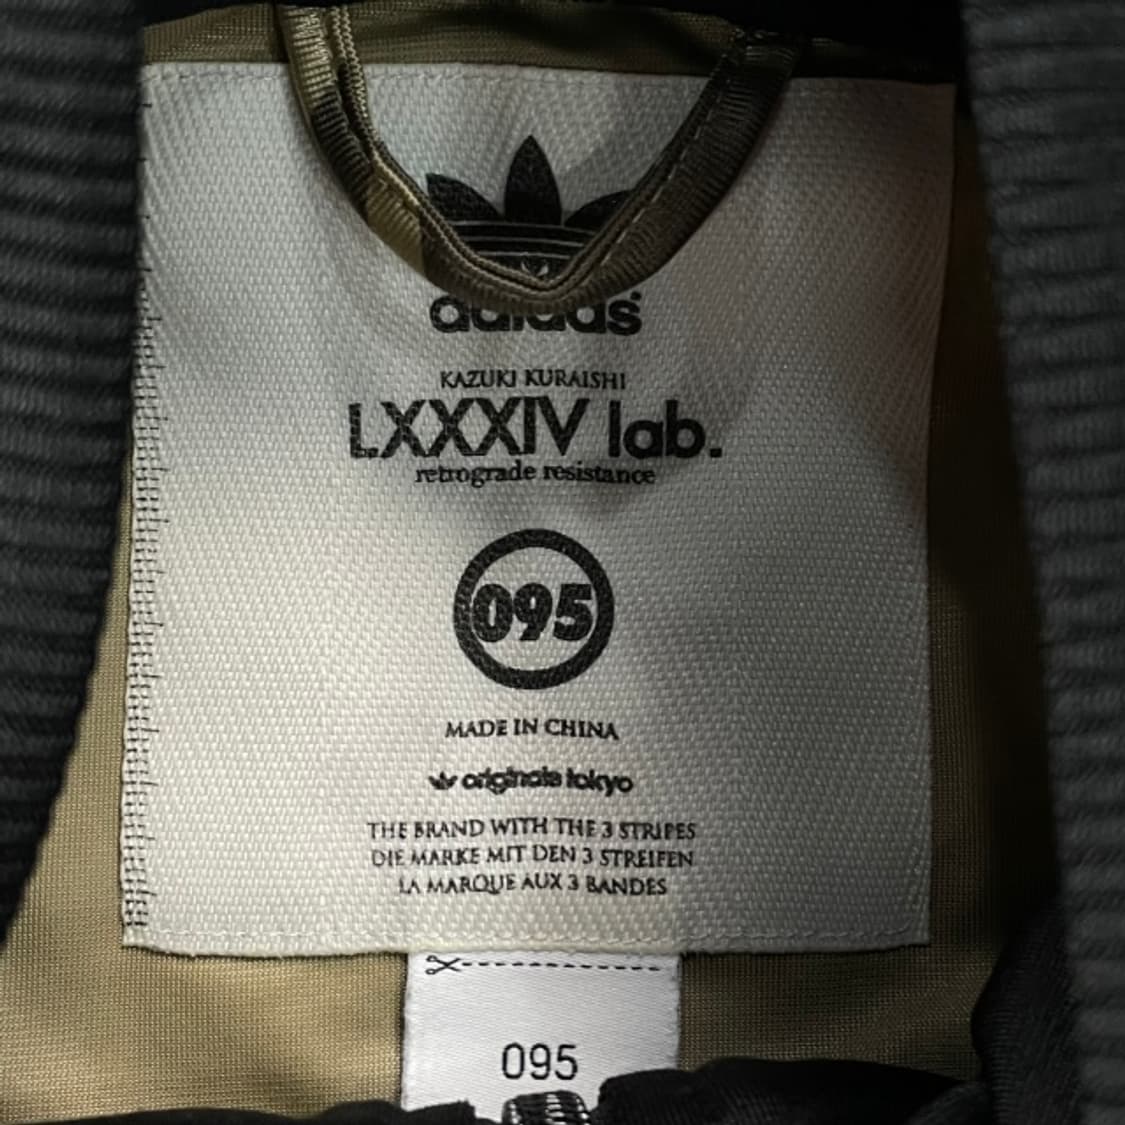 adidas
KAZUKI KURAISHI
LXXXIV lab.
retrograde resistance
095
MADE IN CHINA
originals tokyo
THE BRAND WITH THE 3 STRIPES
DIE MARKE MIT DEN 3 STREIFEN
LA MARQUE AUX 3 BANDES
095